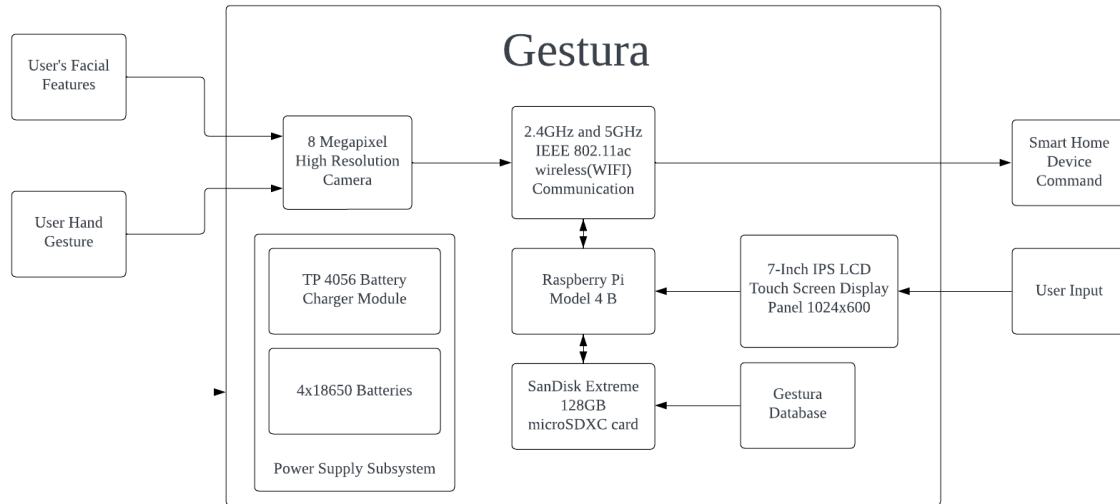 Gestura
User's Facial
Features
8 Megapixel
High Resolution
Camera
2.4GHz and 5GHz
IEEE 802.11ac
wireless(WIFI)
Communication
Smart Home
Device
Command
User Hand
Gesture
TP 4056 Battery
Charger Module
4x18650 Batteries
Power Supply Subsystem
Raspberry Pi
Model 4 B
7-Inch IPS LCD
Touch Screen Display
Panel 1024x600
User Input
SanDisk Extreme
128GB
microSDXC card
Gestura
Database